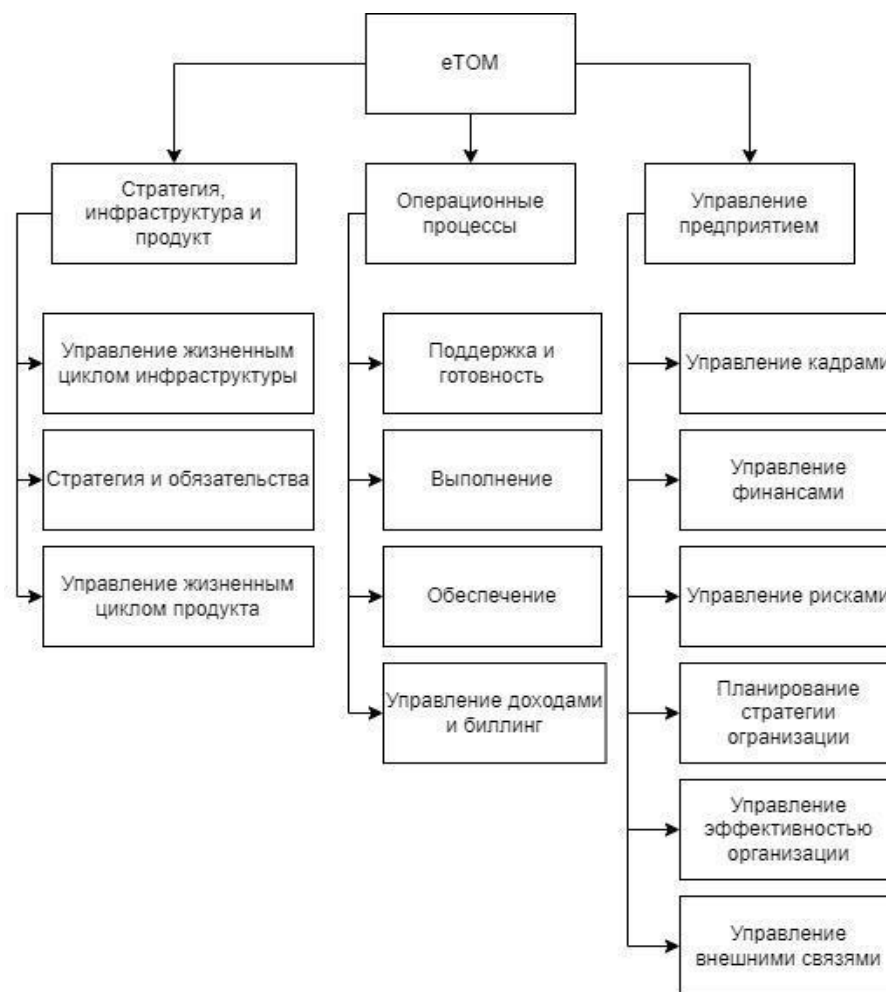 eTOM
Стратегия,
инфраструктура и
продукт
Операционные
процессы
Управление
предприятием
Управление жизненным
циклом инфраструктуры
Стратегия и обязательства
Управление жизненным
циклом продукта
Поддержка и
готовность
Выполнение
Обеспечение
Управление доходами
и биллинг
Управление кадрами
Управление
финансами
Управление рисками
Планирование
стратегии
огранизации
Управление
эффективностью
организации
Управление
внешними связями